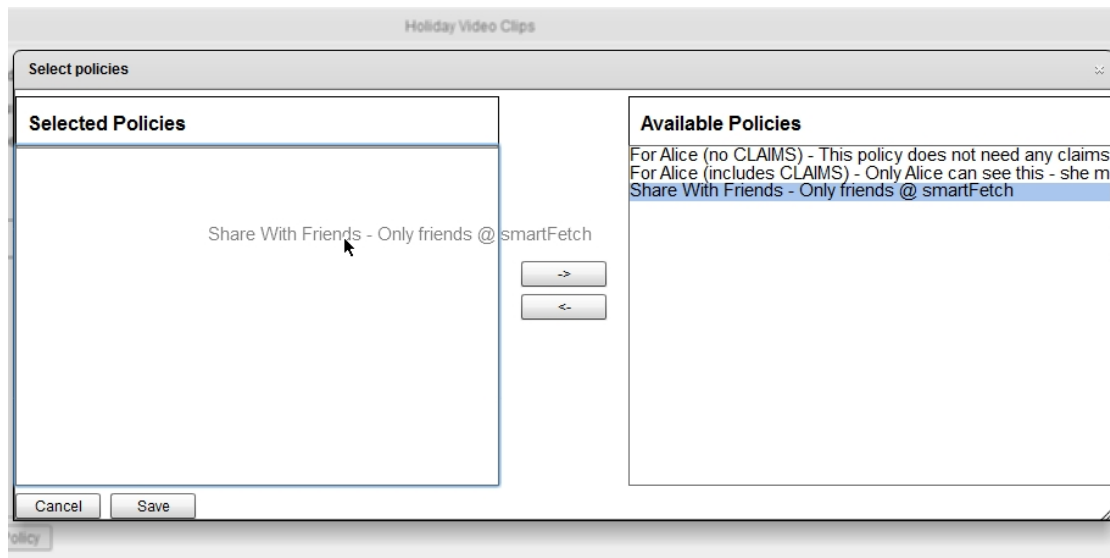 Holiday Video Clips
Select policies
Selected Policies
Available Policies
For Alice (no CLAIMS) - This policy does not need any claims
For Alice (includes CLAIMS) - Only Alice can see this - she m
Share With Friends - Only friends @ smartFetch
Share With Friends - Only friends @ smartFetch
->
<-
Cancel Save
Policy